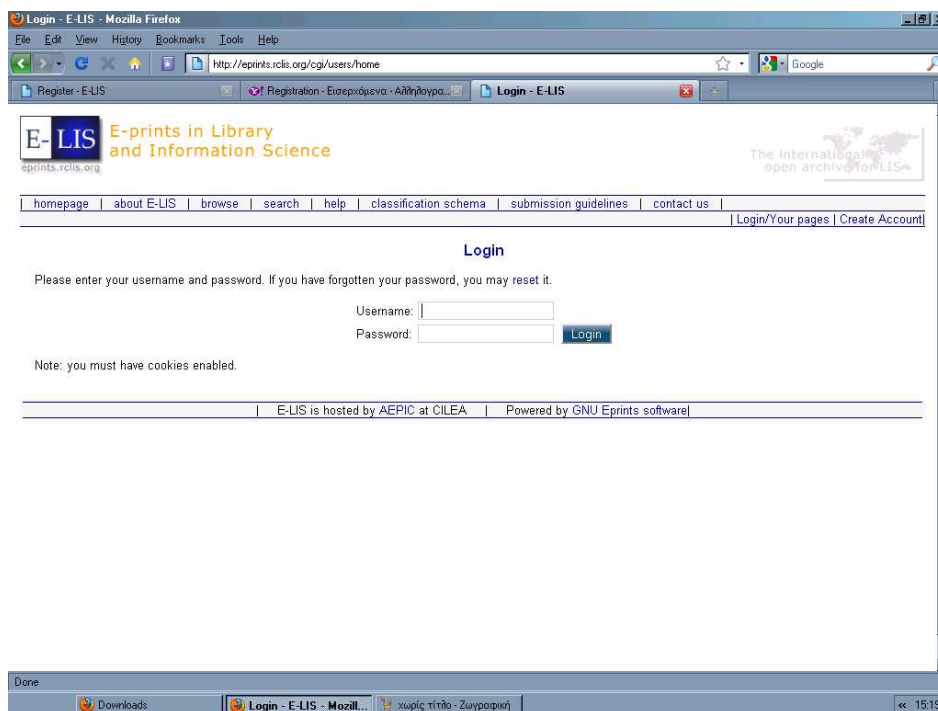 Login - E-LIS - Mozilla Firefox
File Edit View History Bookmarks Tools Help
http://eprints.rclis.org/cgi/users/home
Google
Register - E-LIS
Registration - Εισερχόμενα - Αλληλογρα...
Login - E-LIS
E-LIS
eprints.rclis.org
E-prints in Library
and Information Science
The international
open archive for LIS
| homepage | about E-LIS | browse | search | help | classification schema | submission guidelines | contact us |
| Login/Your pages | Create Account|
Login
Please enter your username and password. If you have forgotten your password, you may reset it.
Username:
Password:
Login
Note: you must have cookies enabled.
| E-LIS is hosted by AEPIC at CILEA | Powered by GNU Eprints software|
Done
Downloads
Login - E-LIS - Mozill...
χωρίς τίτλο - Ζωγραφική
« 15:19